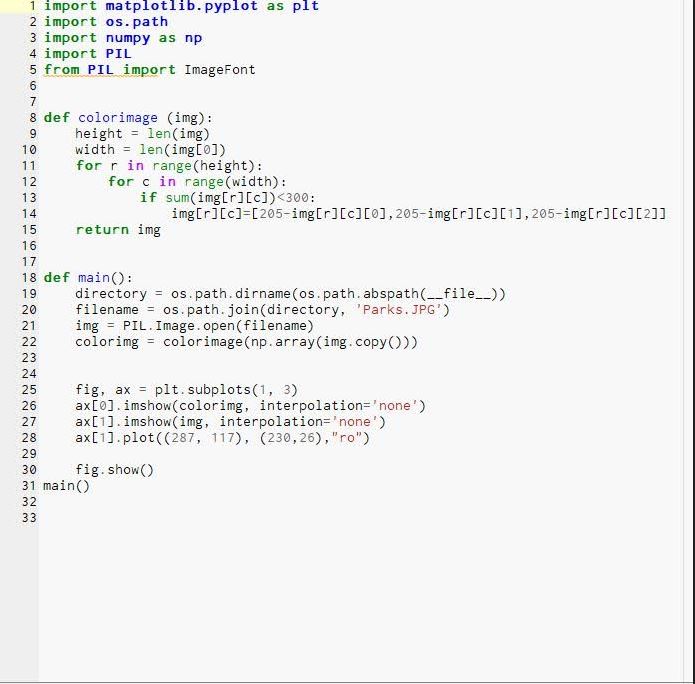 1 import matplotlib.pyplot as plt
2 import os.path
3 import numpy as np
4 import PIL
5 from PIL import ImageFont
6
7
8 def colorimage (img):
9     height = len(img)
10     width = len(img[0])
11     for r in range(height):
12         for c in range(width):
13             if sum(img[r][c])<300:
14                 img[r][c]=[205-img[r][c][0],205-img[r][c][1],205-img[r][c][2]]
15     return img
16
17
18 def main():
19     directory = os.path.dirname(os.path.abspath(__file__))
20     filename = os.path.join(directory, 'Parks.JPG')
21     img = PIL.Image.open(filename)
22     colorimg = colorimage(np.array(img.copy()))
23
24
25     fig, ax = plt.subplots(1, 3)
26     ax[0].imshow(colorimg, interpolation='none')
27     ax[1].imshow(img, interpolation='none')
28     ax[1].plot((287, 117), (230,26),"ro")
29
30     fig.show()
31 main()
32
33